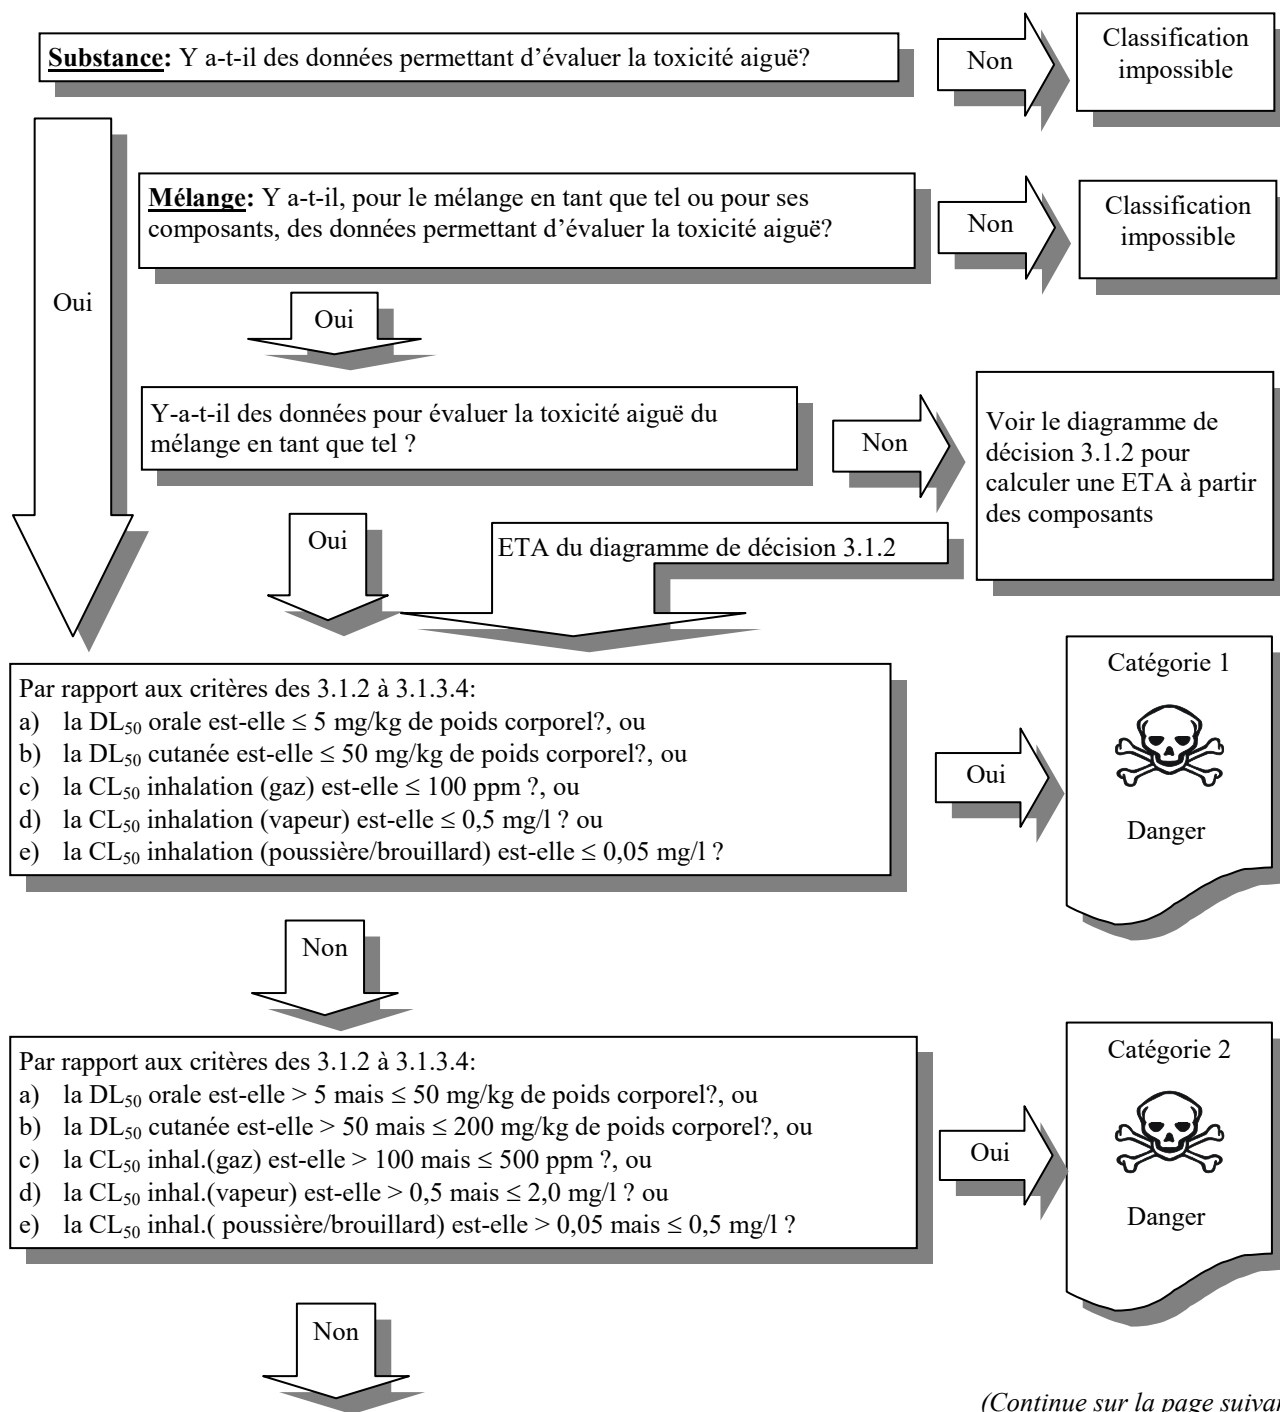 Substance: Y a-t-il des données permettant d'évaluer la toxicité aiguë?
Non
Classification
impossible
Mélange: Y a-t-il, pour le mélange en tant que tel ou pour ses
composants, des données permettant d'évaluer la toxicité aiguë?
Non
Classification
impossible
Oui
Oui
Y-a-t-il des données pour évaluer la toxicité aiguë du
mélange en tant que tel ?
Non
Voir le diagramme de
décision 3.1.2 pour
calculer une ETA à partir
des composants
Oui
ETA du diagramme de décision 3.1.2
Par rapport aux critères des 3.1.2 à 3.1.3.4:
a) la DL50 orale est-elle ≤ 5 mg/kg de poids corporel?, ou
b) la DL50 cutanée est-elle ≤ 50 mg/kg de poids corporel?, ou
c) la CL50 inhalation (gaz) est-elle ≤ 100 ppm ?, ou
d) la CL50 inhalation (vapeur) est-elle ≤ 0,5 mg/l ? ou
e) la CL50 inhalation (poussière/brouillard) est-elle ≤ 0,05 mg/l ?
Oui
Catégorie 1
Danger
Non
Par rapport aux critères des 3.1.2 à 3.1.3.4:
a) la DL50 orale est-elle > 5 mais ≤ 50 mg/kg de poids corporel?, ou
b) la DL50 cutanée est-elle > 50 mais ≤ 200 mg/kg de poids corporel?, ou
c) la CL50 inhal.(gaz) est-elle > 100 mais ≤ 500 ppm ?, ou
d) la CL50 inhal.(vapeur) est-elle > 0,5 mais ≤ 2,0 mg/l ? ou
e) la CL50 inhal.( poussière/brouillard) est-elle > 0,05 mais ≤ 0,5 mg/l ?
Oui
Catégorie 2
Danger
Non
(Continue sur la page suivan